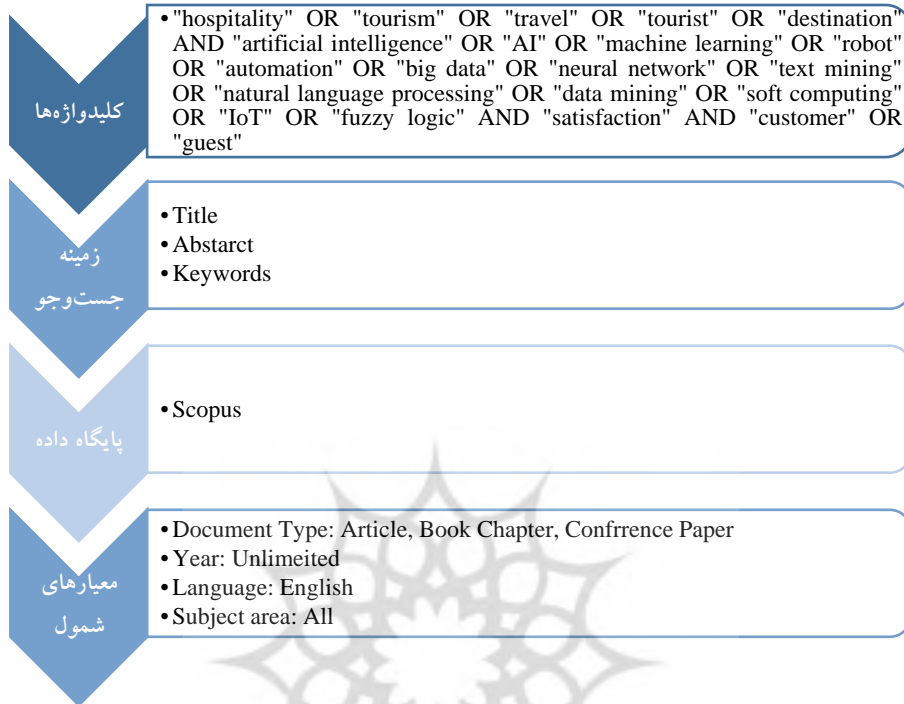 کلیدواژه‌ها
• "hospitality" OR "tourism" OR "travel" OR "tourist" OR "destination"
AND "artificial intelligence" OR "AI" OR "machine learning" OR "robot"
OR "automation" OR "big data" OR "neural network" OR "text mining"
OR "natural language processing" OR "data mining" OR "soft computing"
OR "IoT" OR "fuzzy logic" AND "satisfaction" AND "customer" OR
"guest"
زمینه
جست‌وجو
• Title
• Abstarct
• Keywords
پایگاه داده
• Scopus
معیارهای
شمول
• Document Type: Article, Book Chapter, Confrrence Paper
• Year: Unlimeited
• Language: English
• Subject area: All